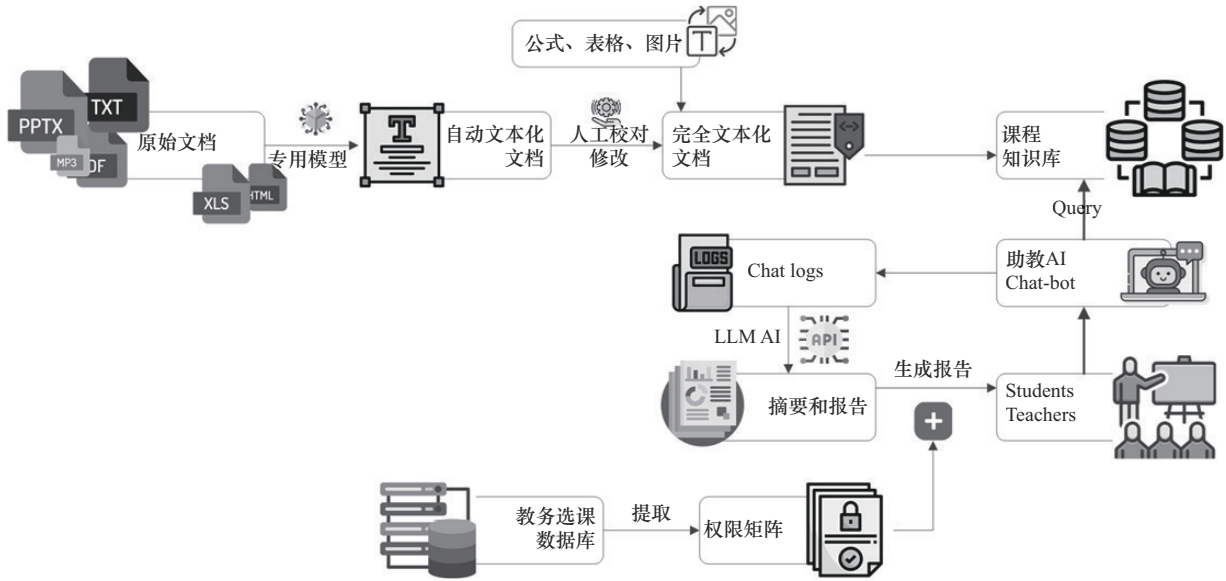 公式、表格、图片
T
PPTX
TXT
MP3
DF
XLS
HTML
原始文档
专用模型
T
自动文本化
文档
人工校对
修改
完全文本化
文档
课程
知识库
Query
LOGS
Chat logs
助教AI
Chat-bot
LLM AI
API
摘要和报告
生成报告
Students
Teachers
教务选课
数据库
提取
权限矩阵